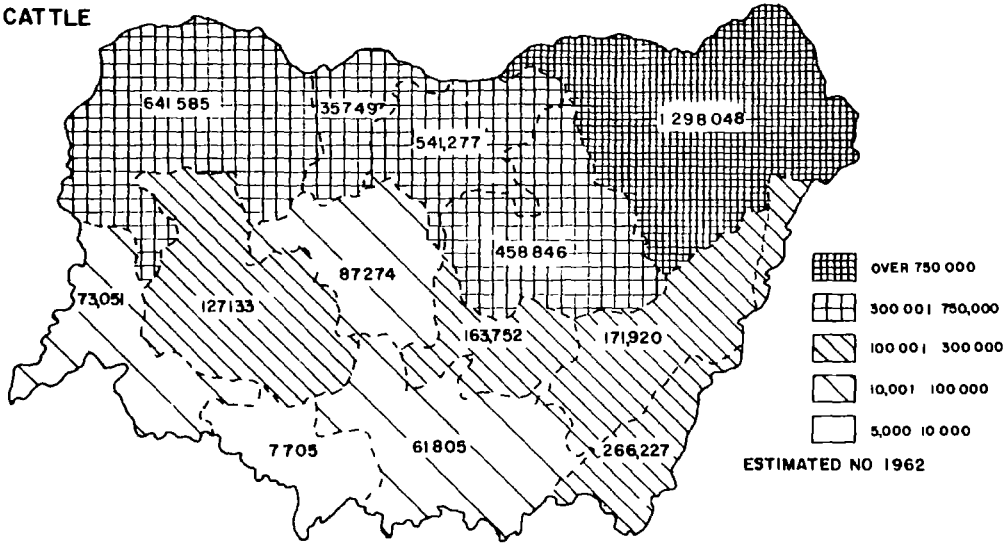 CATTLE
641 585
35749
541,277
1 298 048
458 846
87274
73,051
127133
163,752
171,920
7705
61805
266,227
OVER 750 000
300 001 750,000
100 001 300 000
10,001 100 000
5,000 10 000
ESTIMATED NO 1962